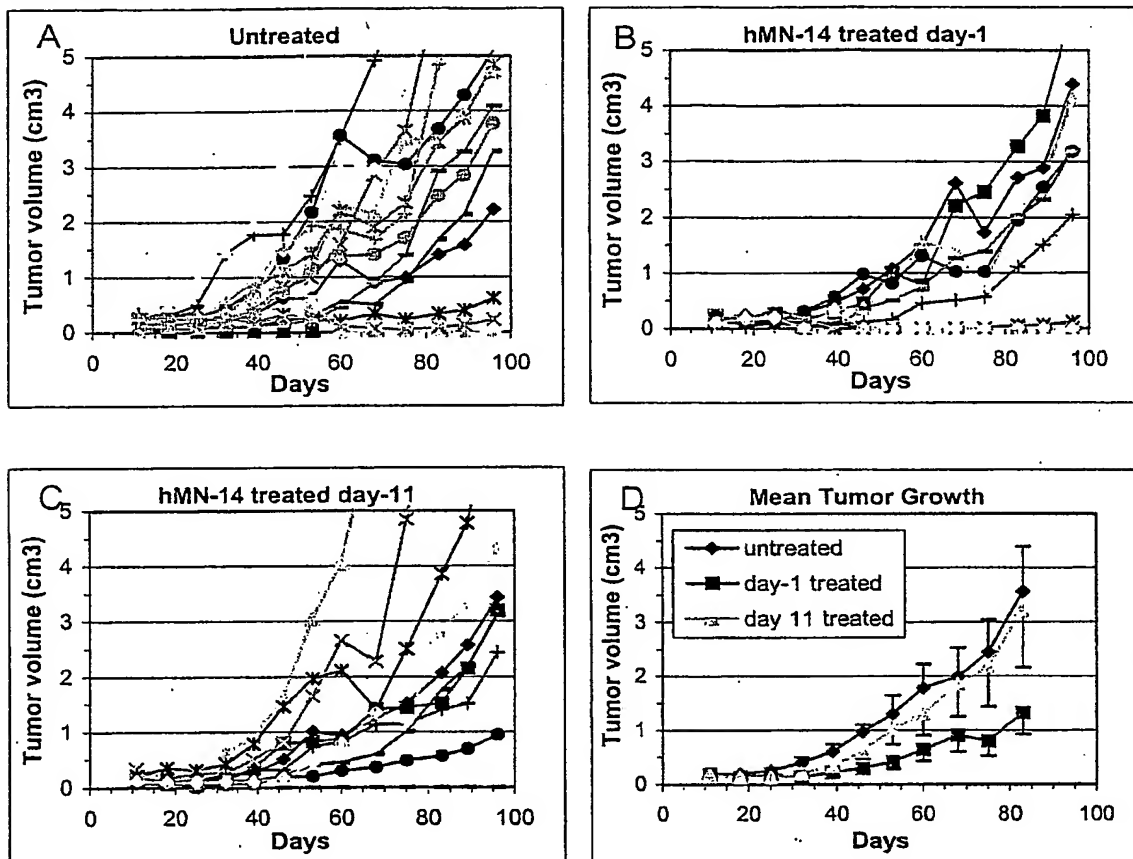 A
Untreated
Tumor volume (cm3)
5
4
3
2
1
0
0 20 40 60 80 100
Days
B
hMN-14 treated day-1
Tumor volume (cm3)
5
4
3
2
1
0
0 20 40 60 80 100
Days
C
hMN-14 treated day-11
Tumor volume (cm3)
5
4
3
2
1
0
0 20 40 60 80 100
Days
D
Mean Tumor Growth
Tumor volume (cm3)
5
4
3
2
1
0
untreated
day-1 treated
day 11 treated
0 20 40 60 80 100
Days